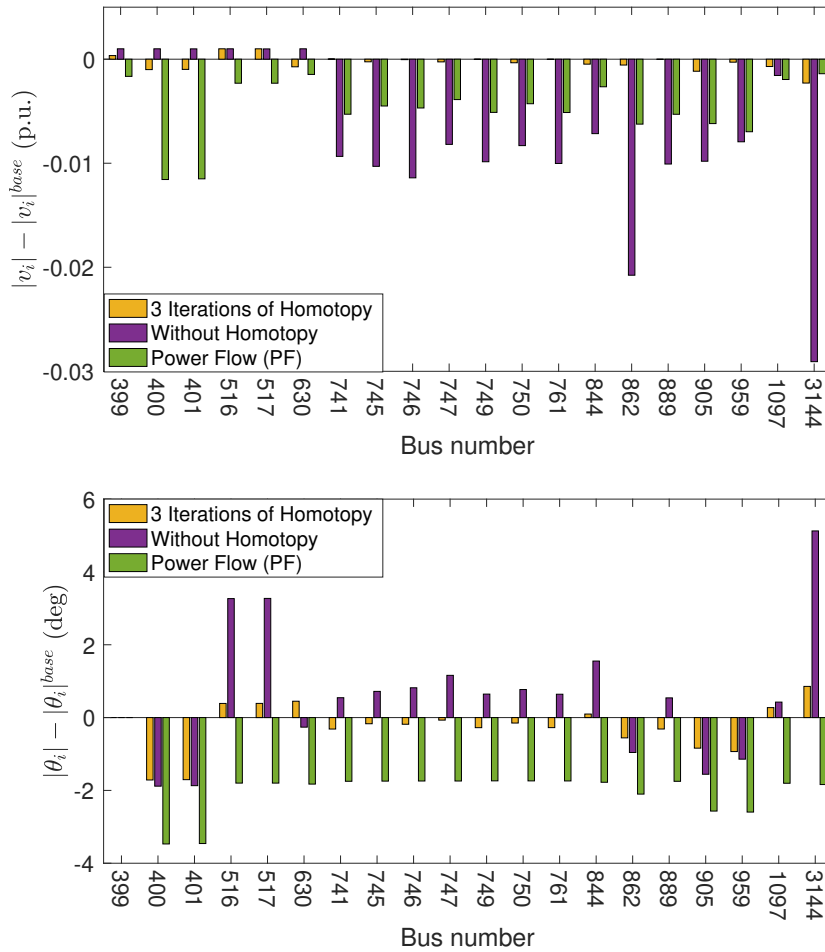 0
-0.01
-0.02
-0.03
|v_i| − |v_i|^{base} (p.u.)
3 Iterations of Homotopy
Without Homotopy
Power Flow (PF)
399 400 401 516 517 630 741 745 746 747 749 750 761 844 862 889 905 959 1097 3144
Bus number
6
4
2
0
-2
-4
|θ_i| − |θ_i|^{base} (deg)
3 Iterations of Homotopy
Without Homotopy
Power Flow (PF)
399 400 401 516 517 630 741 745 746 747 749 750 761 844 862 889 905 959 1097 3144
Bus number